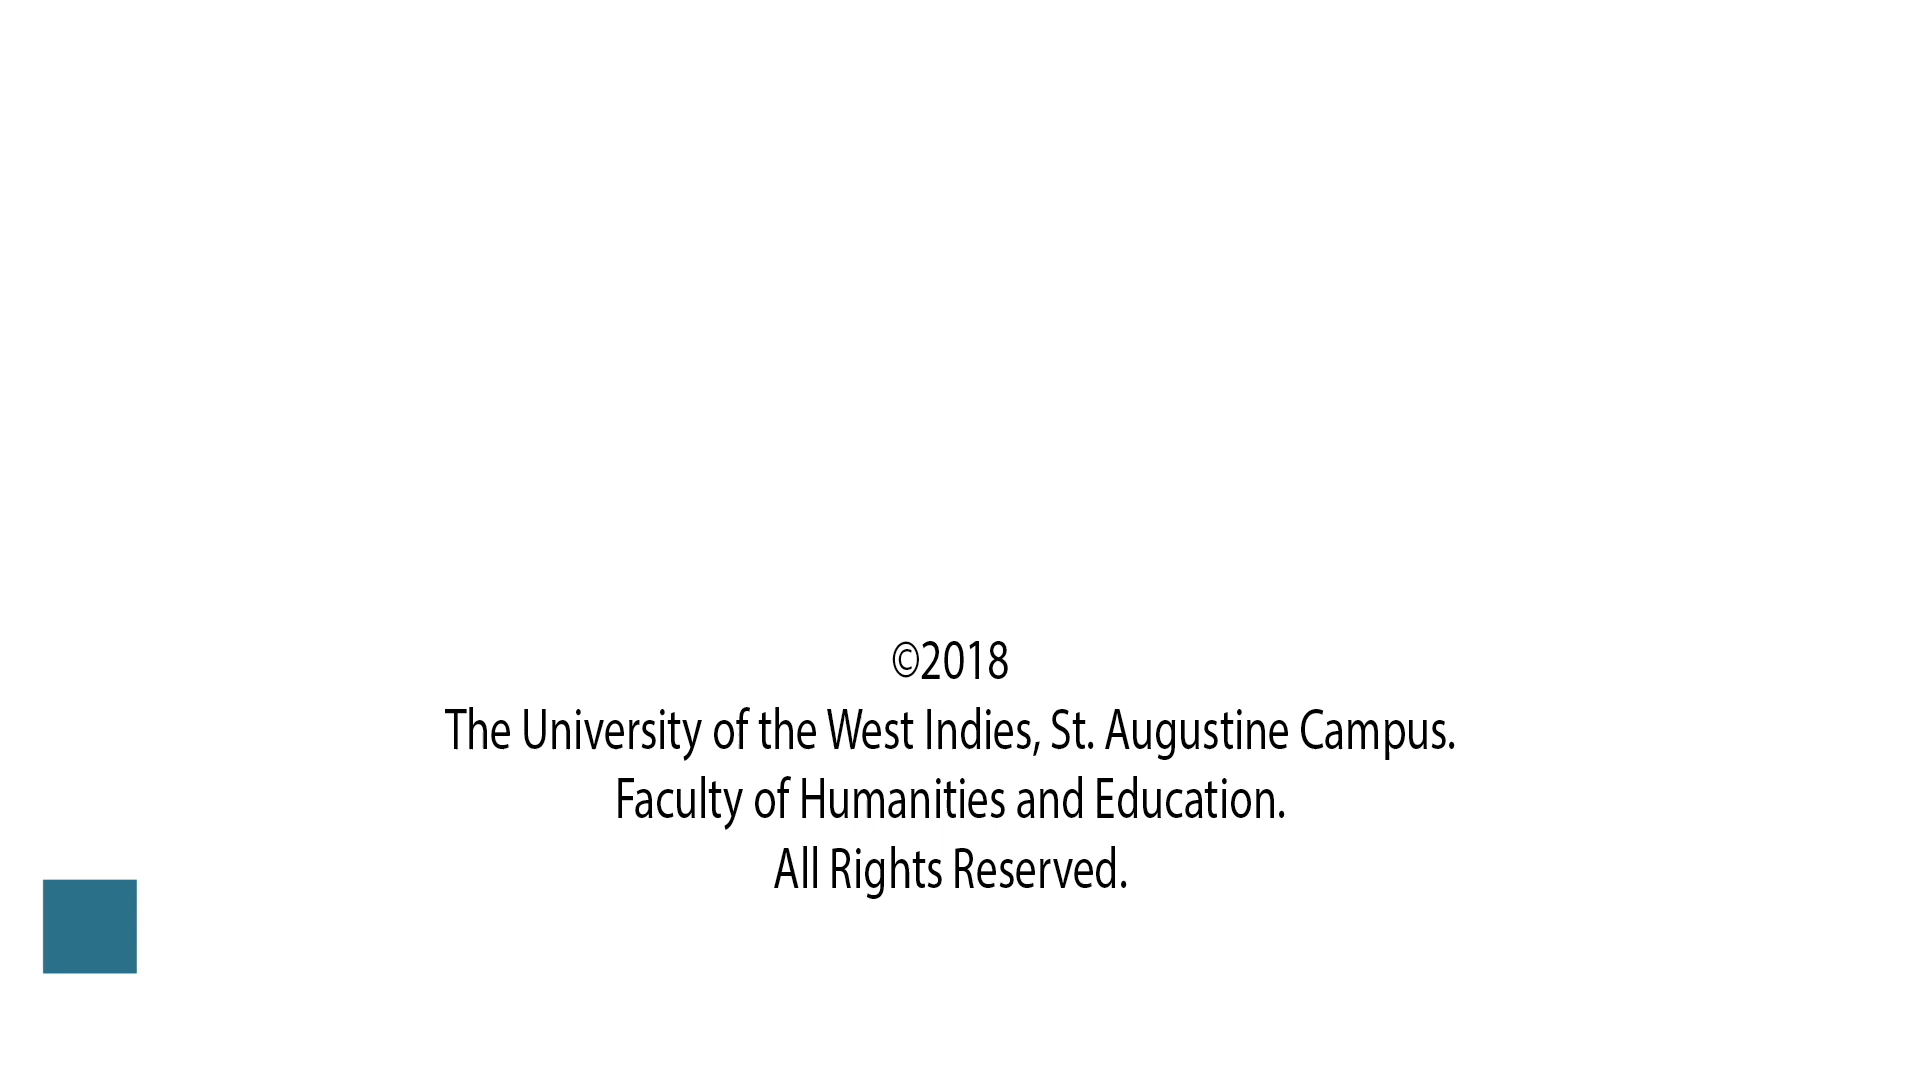 ©2018
The University of the West Indies, St. Augustine Campus.
Faculty of Humanities and Education.
All Rights Reserved.